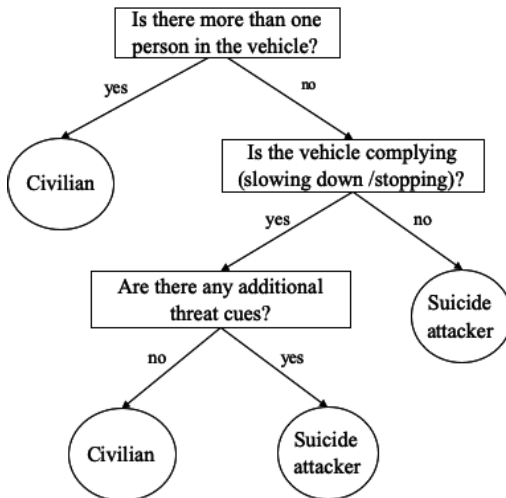 Is there more than one
person in the vehicle?
yes
no
Civilian
Is the vehicle complying
(slowing down /stopping)?
yes
no
Are there any additional
threat cues?
Suicide
attacker
no
yes
Civilian
Suicide
attacker